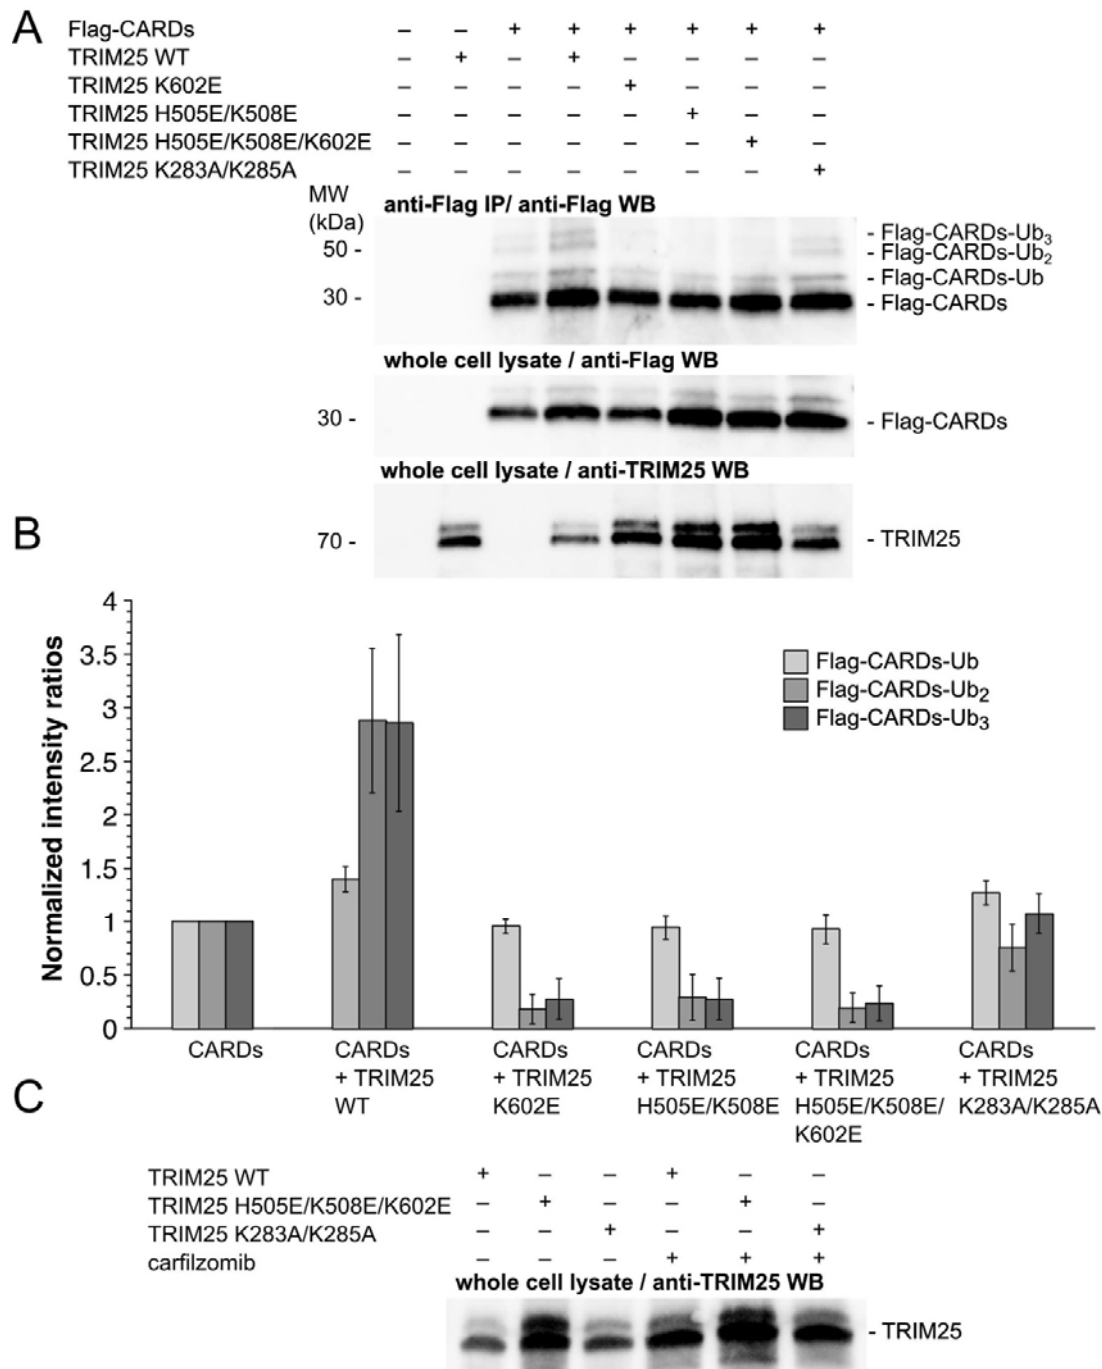 A
Flag-CARDs – – + + + + + +
TRIM25 WT – + – + – – – –
TRIM25 K602E – – – – + – – –
TRIM25 H505E/K508E – – – – – + – –
TRIM25 H505E/K508E/K602E – – – – – – + –
TRIM25 K283A/K285A – – – – – – – +
MW
(kDa)
anti-Flag IP/ anti-Flag WB
- Flag-CARDs-Ub3
50 - - Flag-CARDs-Ub2
- Flag-CARDs-Ub
30 - - Flag-CARDs
whole cell lysate / anti-Flag WB
30 - - Flag-CARDs
whole cell lysate / anti-TRIM25 WB
70 - - TRIM25
B
Normalized intensity ratios
4
3.5
3
2.5
2
1.5
1
0.5
0
Flag-CARDs-Ub
Flag-CARDs-Ub2
Flag-CARDs-Ub3
CARDs
CARDs
+ TRIM25
WT
CARDs
+ TRIM25
K602E
CARDs
+ TRIM25
H505E/K508E
CARDs
+ TRIM25
H505E/K508E/
K602E
CARDs
+ TRIM25
K283A/K285A
C
TRIM25 WT + – – + – –
TRIM25 H505E/K508E/K602E – + – – + –
TRIM25 K283A/K285A – – + – – +
carfilzomib – – – + + +
whole cell lysate / anti-TRIM25 WB
- TRIM25